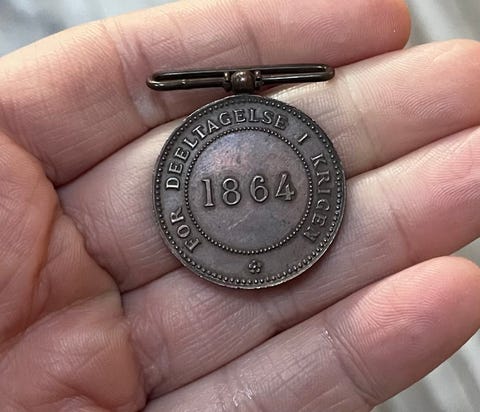 FOR DEELTAGELSE I KRIGEN
1864